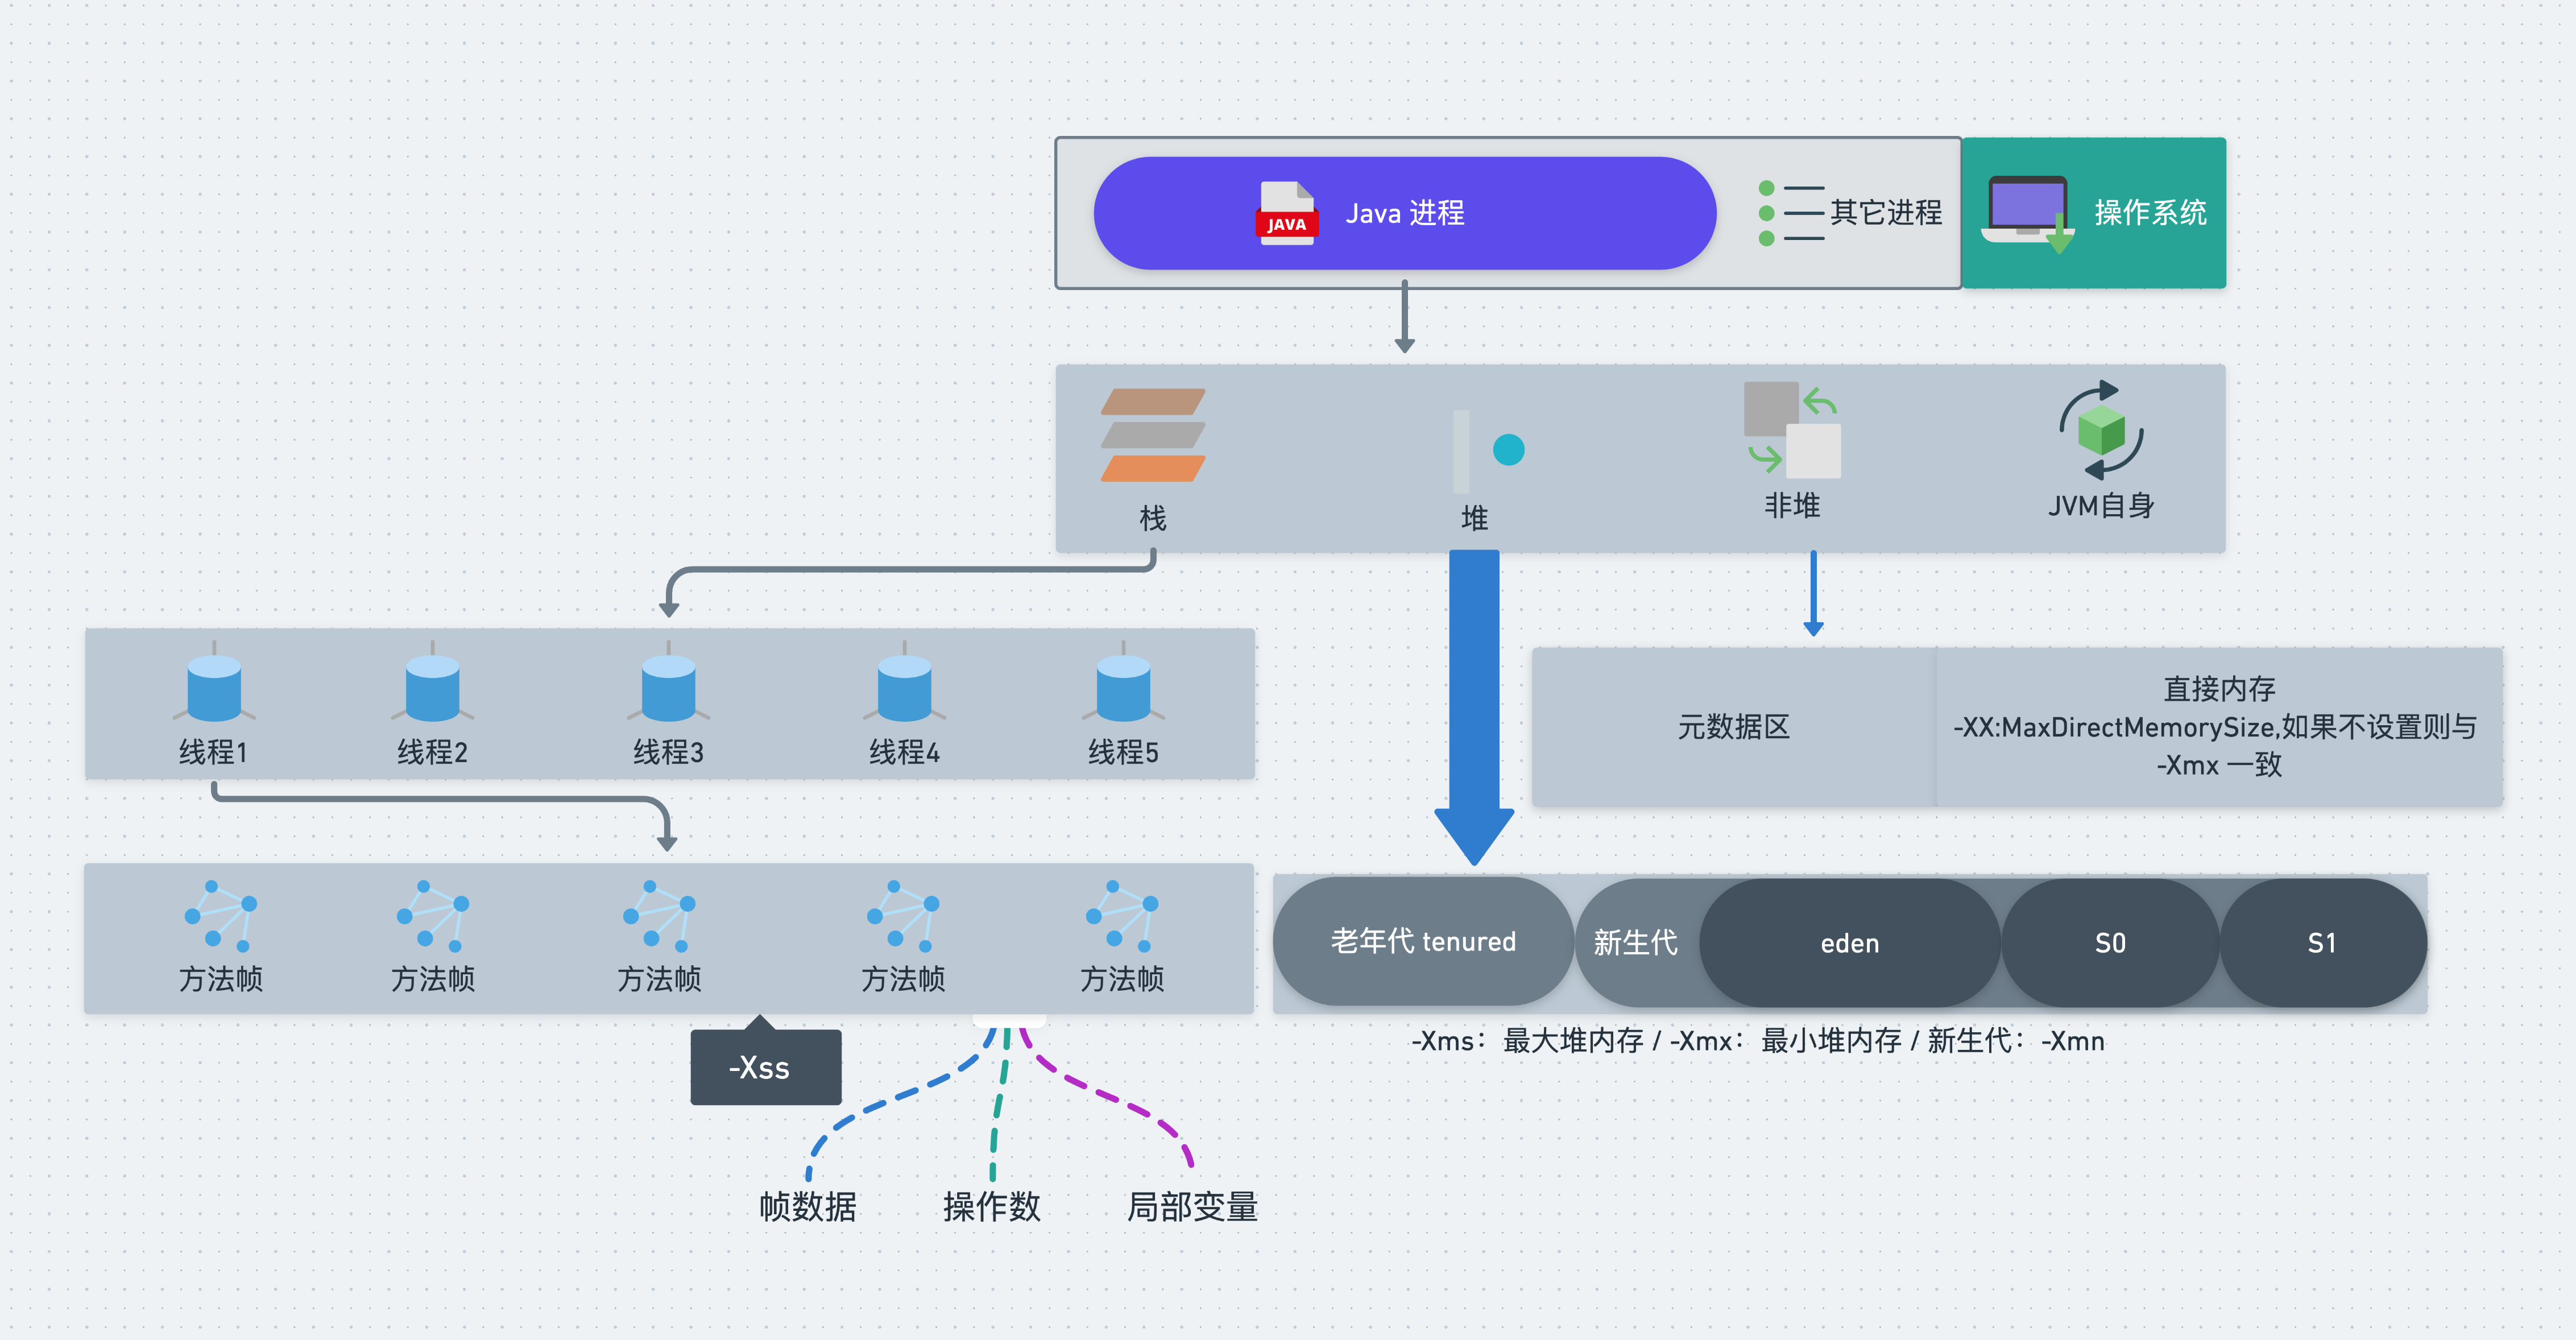 JAVA
Java 进程
其它进程
操作系统
栈
堆
非堆
JVM自身
线程1
线程2
线程3
线程4
线程5
元数据区
直接内存
-XX:MaxDirectMemorySize,如果不设置则与
-Xmx 一致
方法帧
方法帧
方法帧
方法帧
方法帧
老年代 tenured
新生代
eden
S0
S1
-Xms：最大堆内存 / -Xmx：最小堆内存 / 新生代：-Xmn
-Xss
帧数据
操作数
局部变量